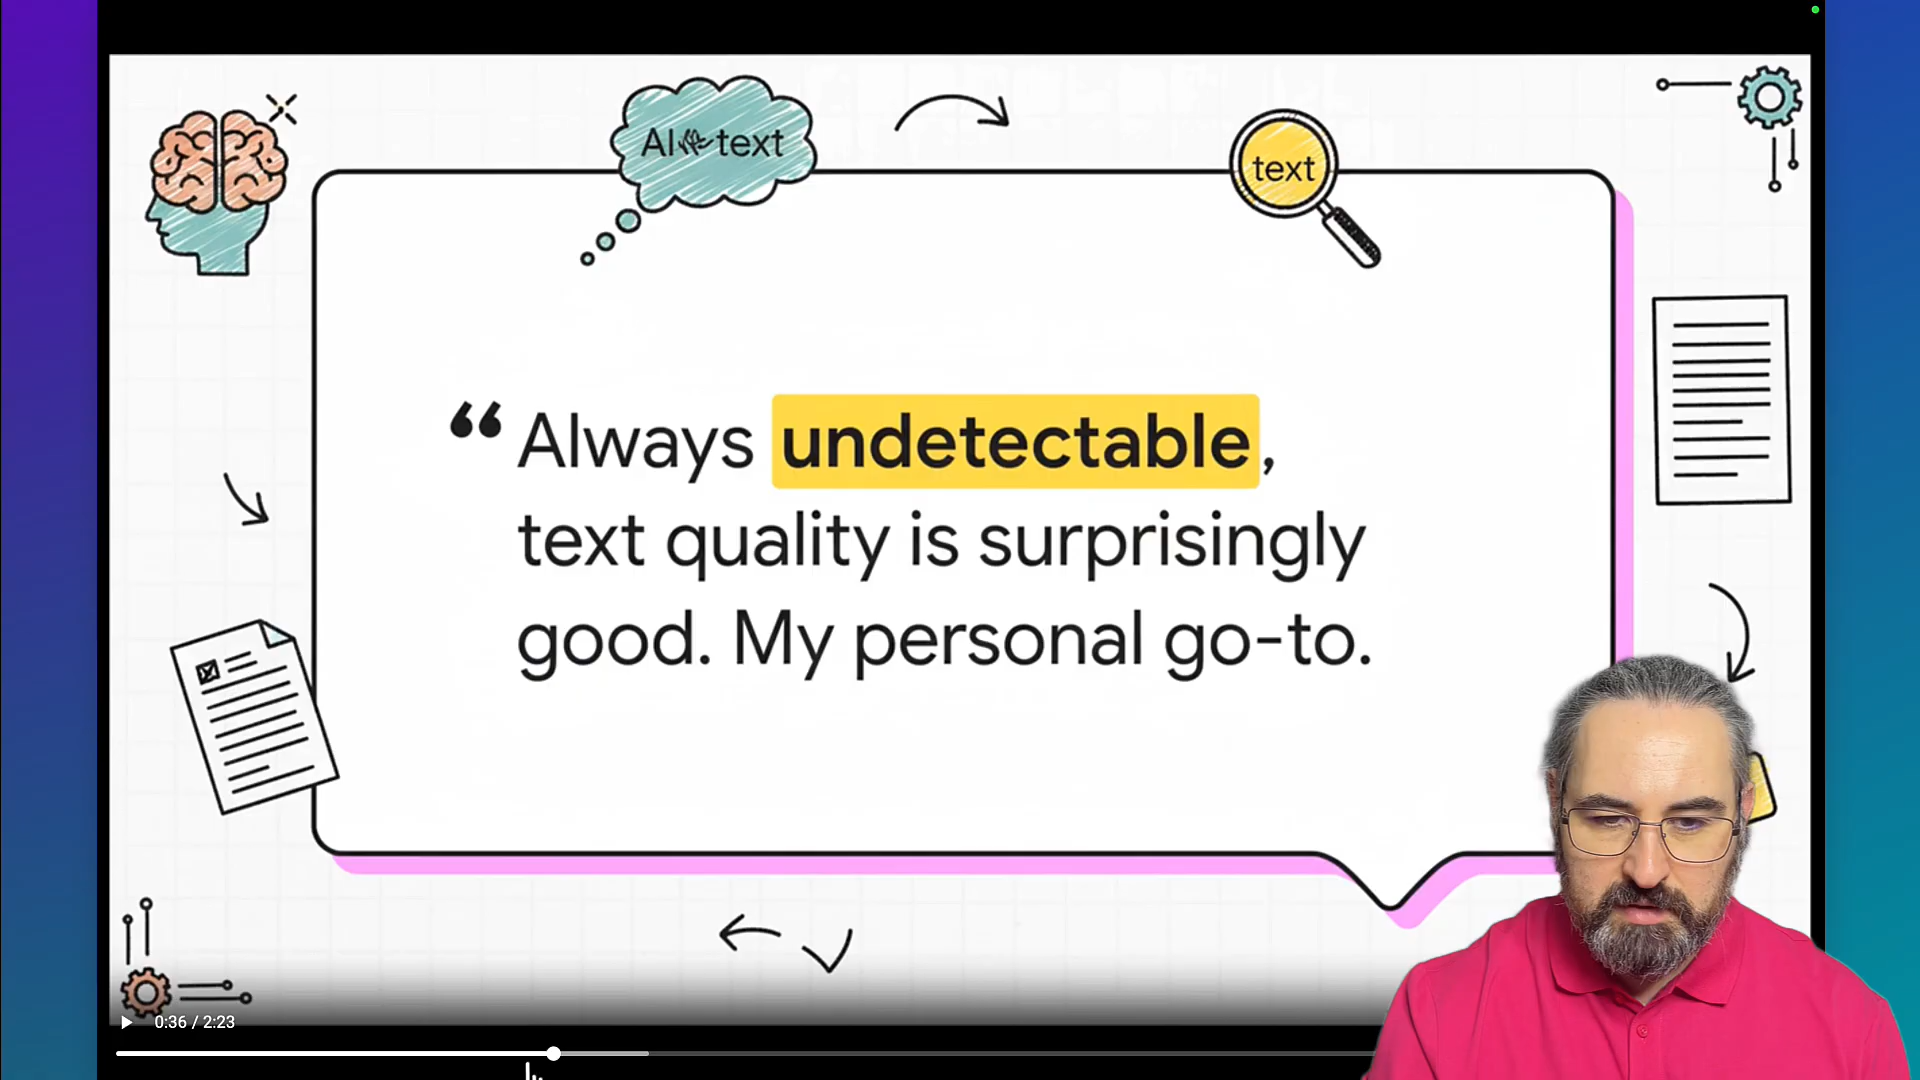 AI text
text
“ Always undetectable,
text quality is surprisingly
good. My personal go-to.
0:36 / 2:23